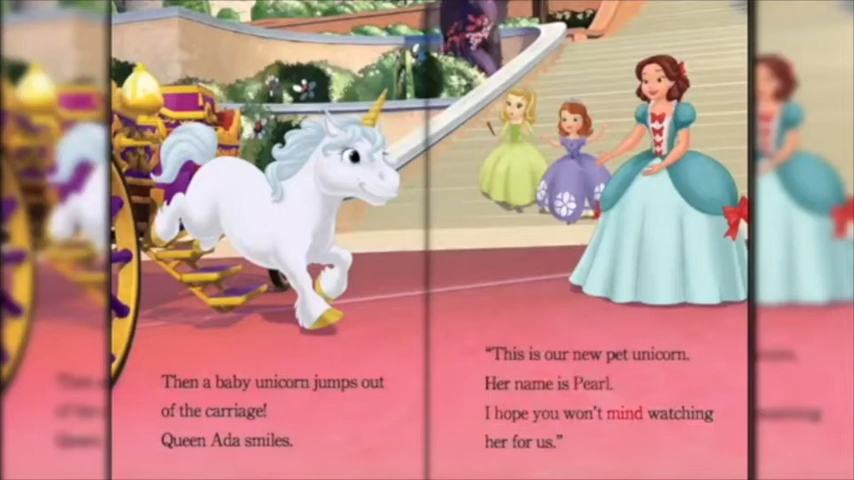 Then a baby unicorn jumps out
of the carriage!
Queen Ada smiles.
"This is our new pet unicorn.
Her name is Pearl.
I hope you won't mind watching
her for us."